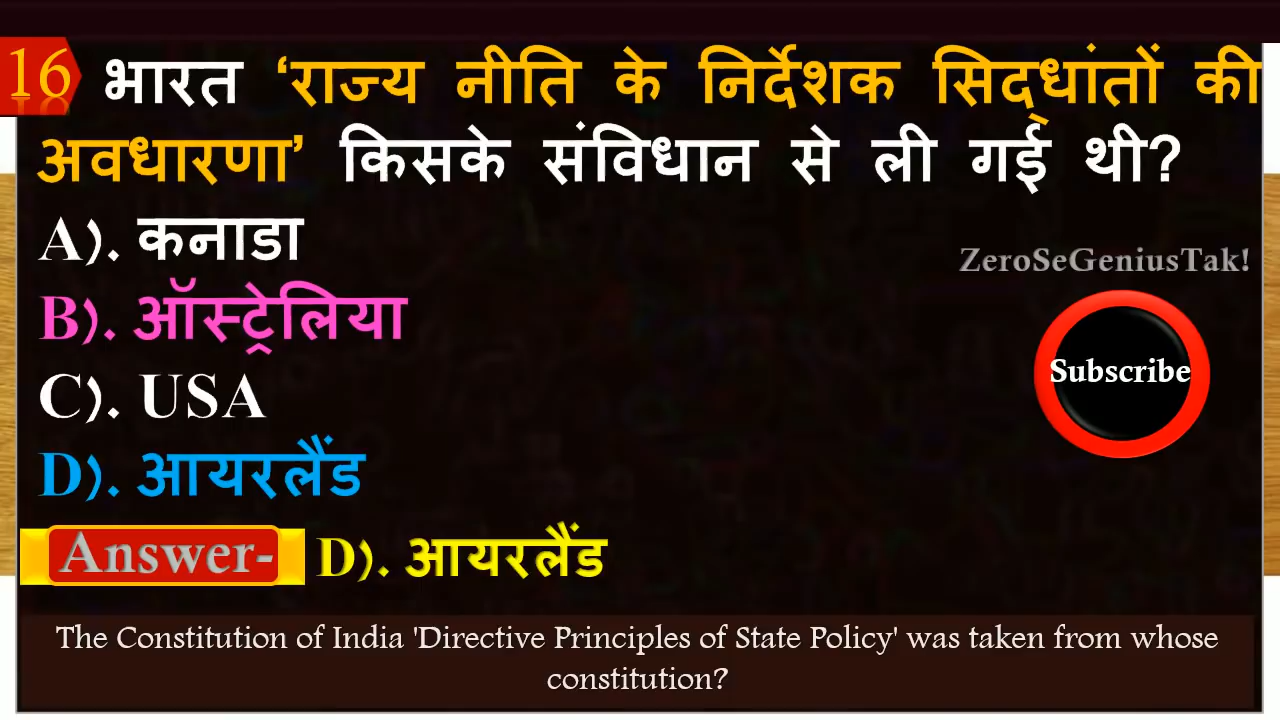 16 भारत ‘राज्य नीति के निर्देशक सिद्धांतों की
अवधारणा’ किसके संविधान से ली गई थी?
A). कनाडा
ZeroSeGeniusTak!
B). ऑस्ट्रेलिया
Subscribe
C). USA
D). आयरलैंड
Answer- D). आयरलैंड
The Constitution of India 'Directive Principles of State Policy' was taken from whose
constitution?